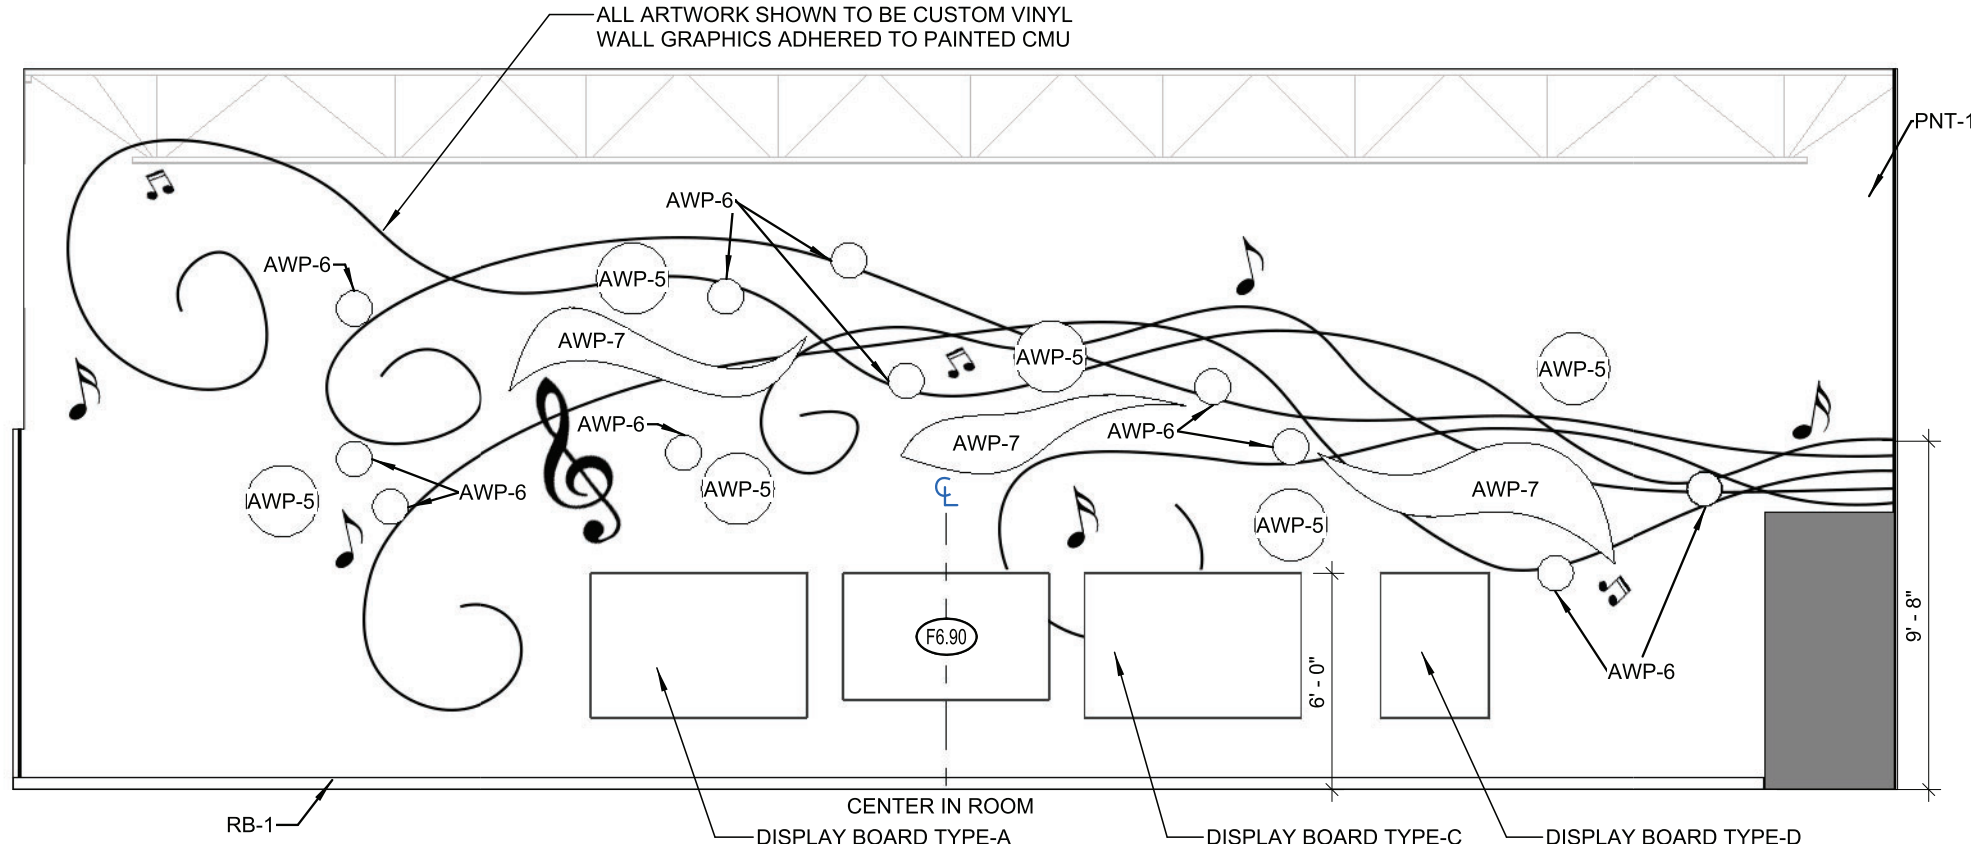 ALL ARTWORK SHOWN TO BE CUSTOM VINYL
WALL GRAPHICS ADHERED TO PAINTED CMU
PNT-1
AWP-6
AWP-6
AWP-5
AWP-7
AWP-5
AWP-5
AWP-6
AWP-7
AWP-6
AWP-5
AWP-6
AWP-5
AWP-7
AWP-5
CL
F6.90
6' - 0"
9' - 8"
AWP-6
CENTER IN ROOM
RB-1
DISPLAY BOARD TYPE-A
DISPLAY BOARD TYPE-C
DISPLAY BOARD TYPE-D